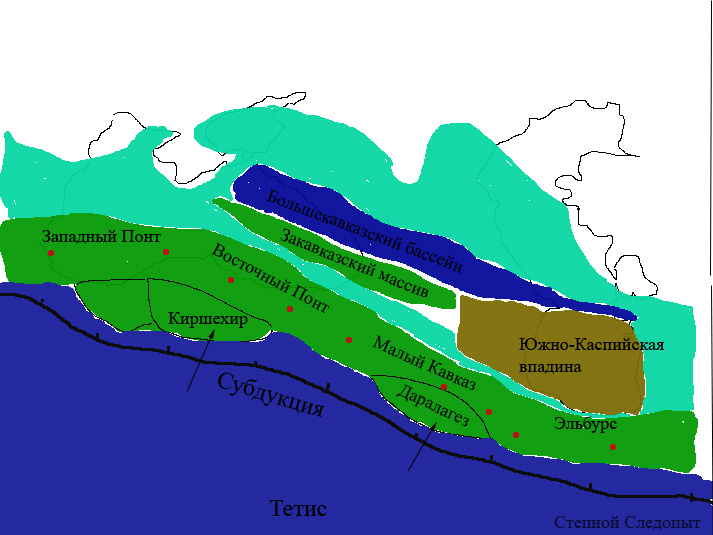 Большекавказский бассейн
Западный Понт
Закавказский массив
Восточный Понт
Киршехир
Южно-Каспийская
впадина
Малый Кавказ
Субдукция
Даралагез
Эльбурс
Тетис
Степной Следопыт